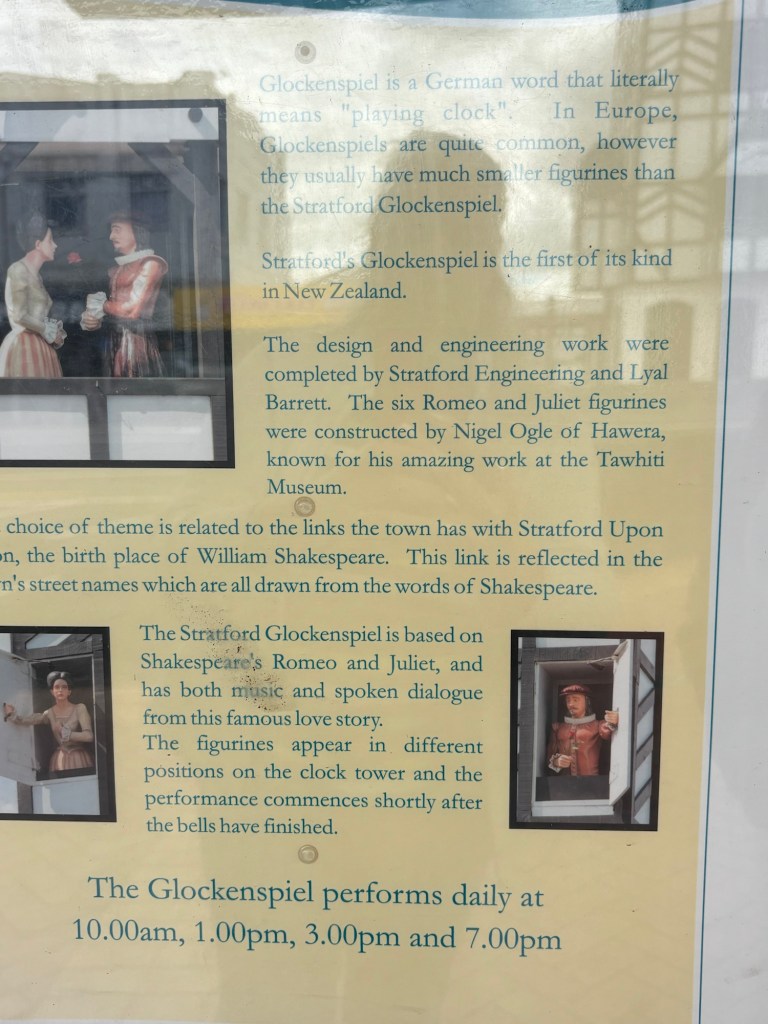 Glockenspiel is a German word that literally
means "playing clock". In Europe,
Glockenspiels are quite common, however
they usually have much smaller figurines than
the Stratford Glockenspiel.
Stratford's Glockenspiel is the first of its kind
in New Zealand.
The design and engineering work were
completed by Stratford Engineering and Lyal
Barrett. The six Romeo and Juliet figurines
were constructed by Nigel Ogle of Hawera,
known for his amazing work at the Tawhiti
Museum.
choice of theme is related to the links the town has with Stratford Upon
on, the birth place of William Shakespeare. This link is reflected in the
n's street names which are all drawn from the words of Shakespeare.
The Stratford Glockenspiel is based on
Shakespeare's Romeo and Juliet, and
has both music and spoken dialogue
from this famous love story.
The figurines appear in different
positions on the clock tower and the
performance commences shortly after
the bells have finished.
The Glockenspiel performs daily at
10.00am, 1.00pm, 3.00pm and 7.00pm